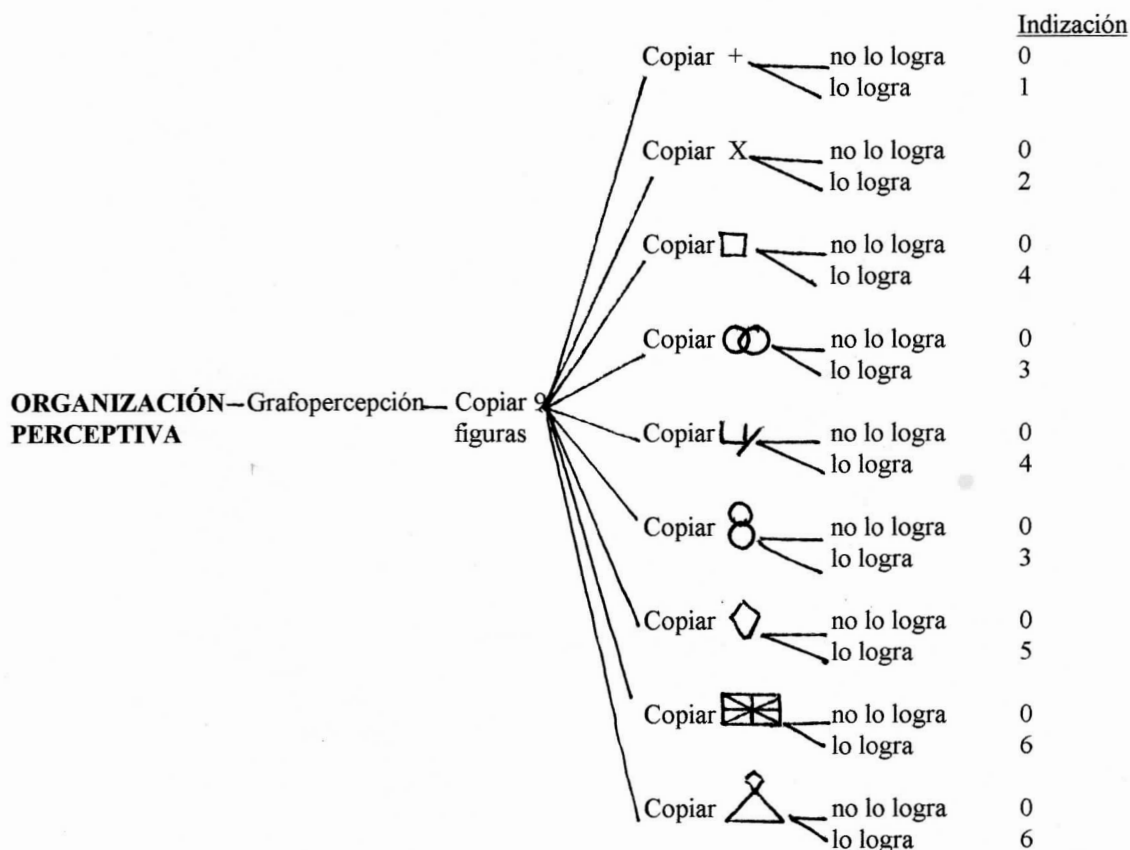 Indización
Copiar + no lo logra 0
lo logra 1
Copiar X no lo logra 0
lo logra 2
Copiar no lo logra 0
lo logra 4
Copiar no lo logra 0
lo logra 3
ORGANIZACIÓN Grafopercepción Copiar 9
PERCEPTIVA figuras
Copiar no lo logra 0
lo logra 4
Copiar no lo logra 0
lo logra 3
Copiar no lo logra 0
lo logra 5
Copiar no lo logra 0
lo logra 6
Copiar no lo logra 0
lo logra 6